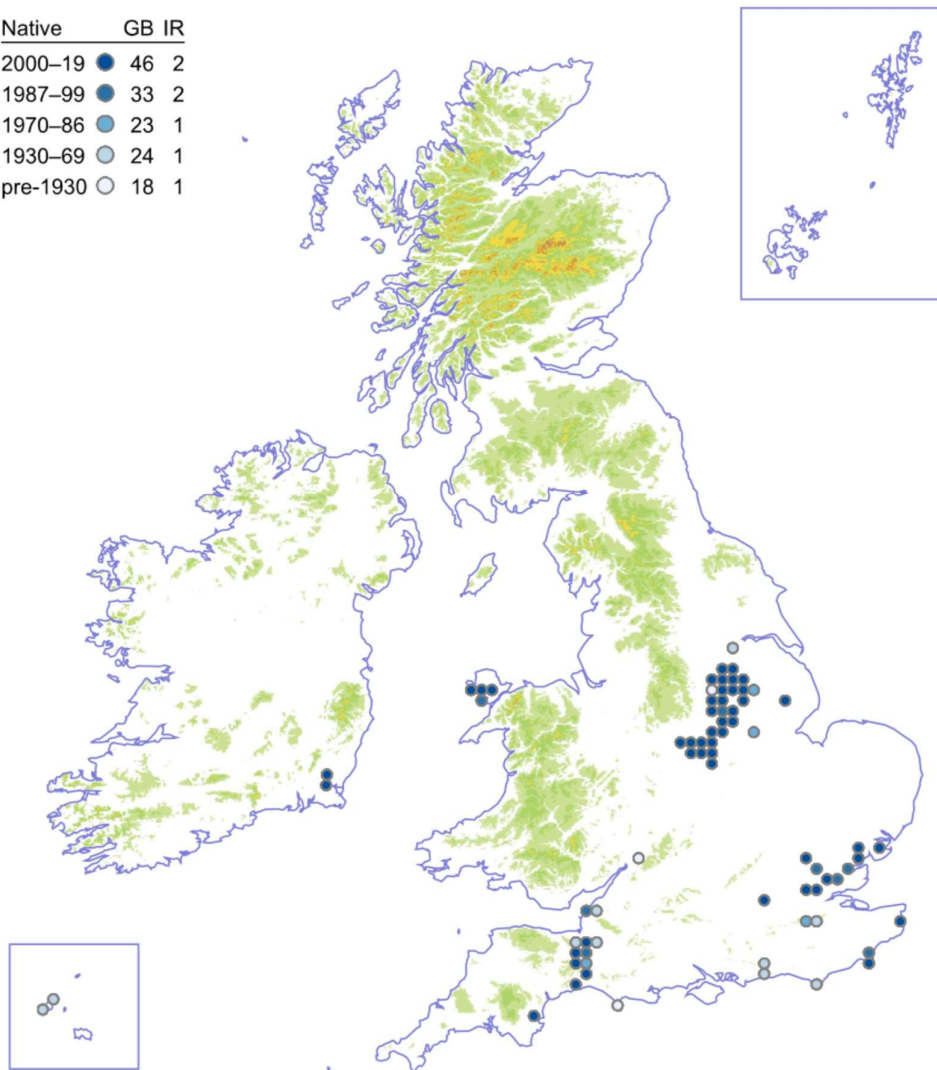 Native GB IR
2000–19 46 2
1987–99 33 2
1970–86 23 1
1930–69 24 1
pre-1930 18 1